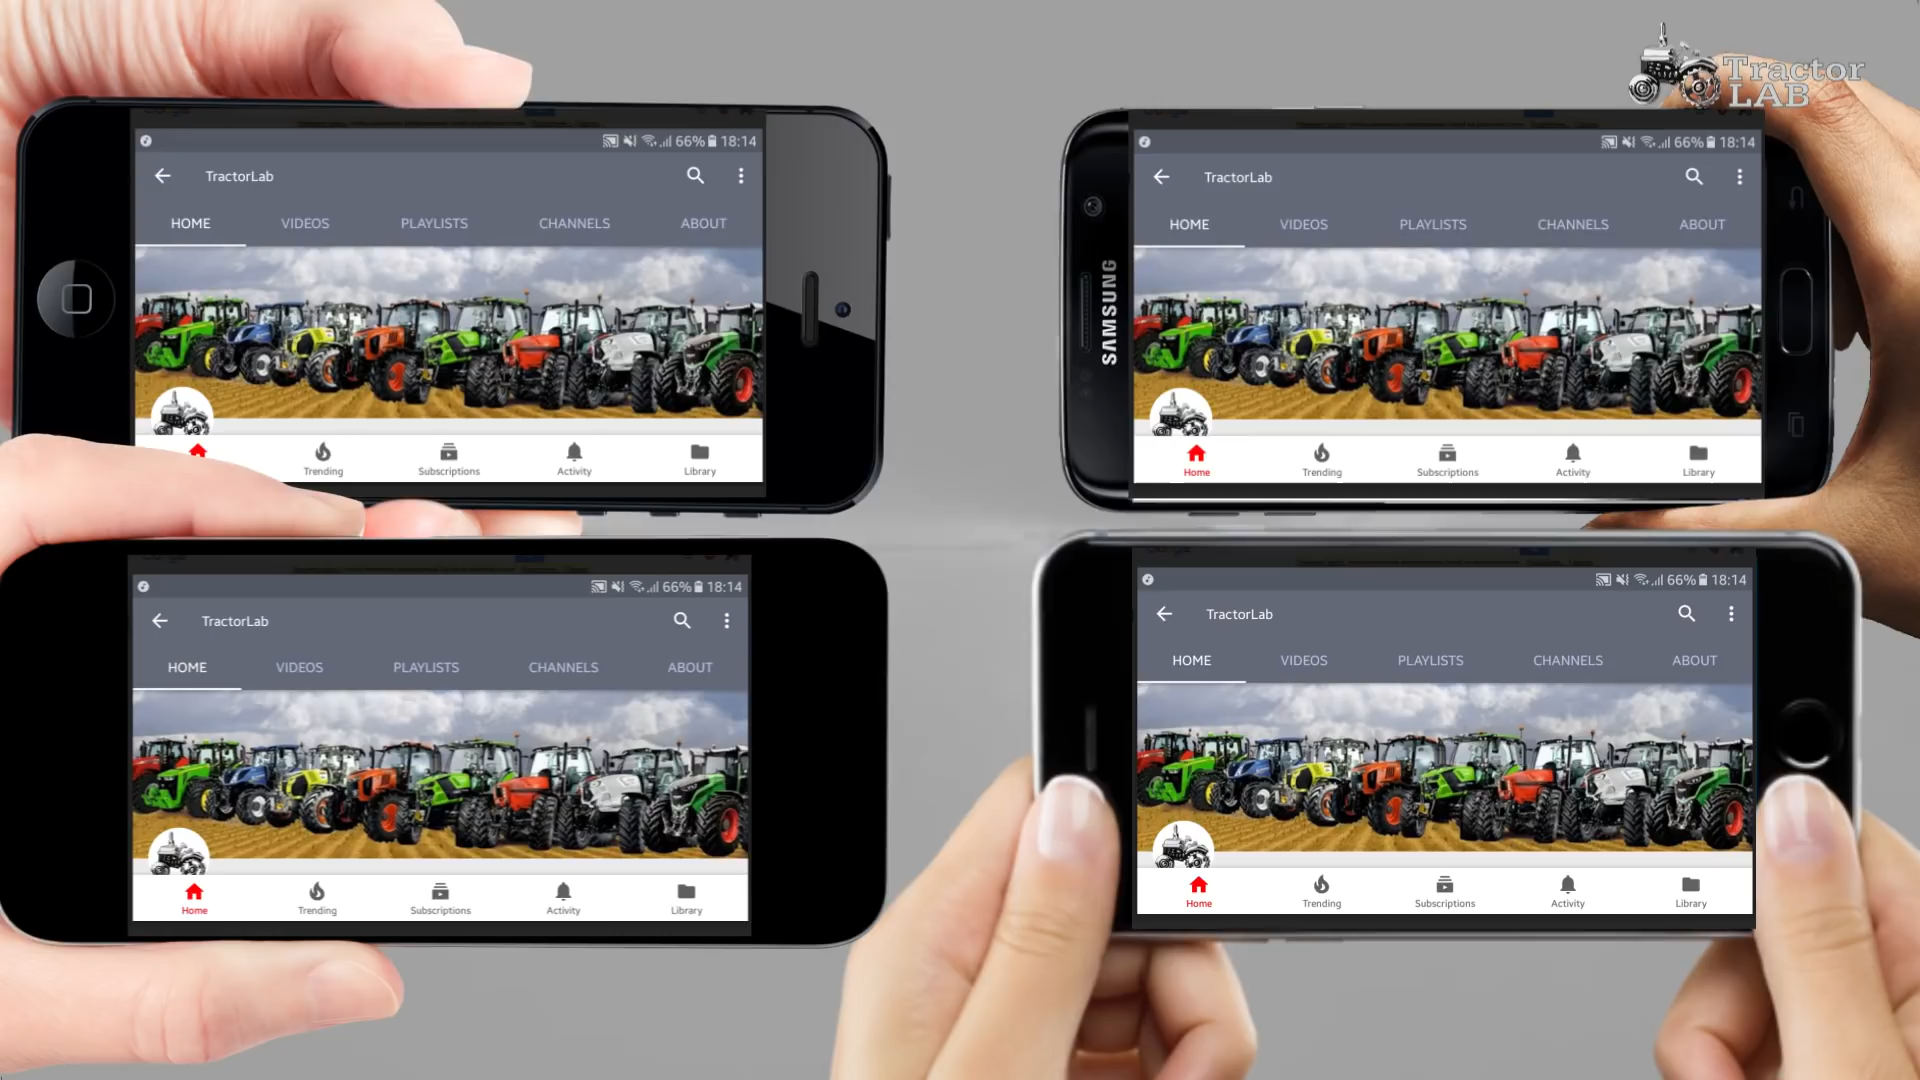 Tractor
LAB
66% 18:14
TractorLab
HOME VIDEOS PLAYLISTS CHANNELS ABOUT
Trending Subscriptions Activity Library
SAMSUNG
66% 18:14
TractorLab
HOME VIDEOS PLAYLISTS CHANNELS ABOUT
Home Trending Subscriptions Activity Library
66% 18:14
TractorLab
HOME VIDEOS PLAYLISTS CHANNELS ABOUT
Home Trending Subscriptions Activity Library
66% 18:14
TractorLab
HOME VIDEOS PLAYLISTS CHANNELS ABOUT
Home Trending Subscriptions Activity Library